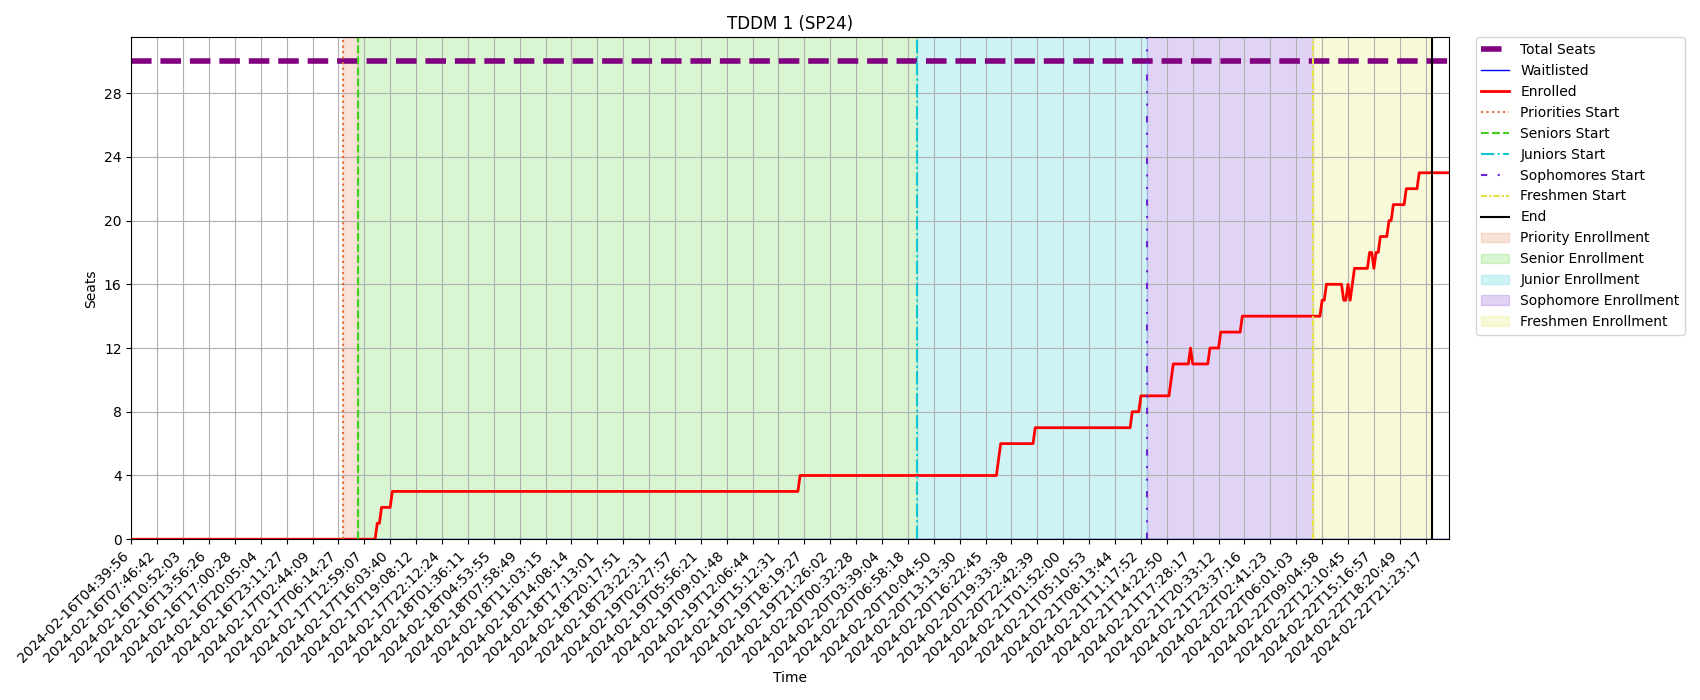 TDDM 1 (SP24)
Seats
28
24
20
16
12
8
4
0
2024-02-16T04:39:56
2024-02-16T07:46:42
2024-02-16T10:52:03
2024-02-16T13:56:26
2024-02-16T17:00:28
2024-02-16T20:05:04
2024-02-16T23:11:27
2024-02-17T02:44:09
2024-02-17T06:14:27
2024-02-17T12:59:07
2024-02-17T16:03:40
2024-02-17T19:08:12
2024-02-17T22:12:24
2024-02-18T01:36:11
2024-02-18T04:53:55
2024-02-18T07:58:49
2024-02-18T11:03:15
2024-02-18T14:08:14
2024-02-18T17:13:01
2024-02-18T20:17:51
2024-02-18T23:22:31
2024-02-19T02:27:57
2024-02-19T05:56:21
2024-02-19T09:01:48
2024-02-19T12:06:44
2024-02-19T15:12:31
2024-02-19T18:19:27
2024-02-19T21:26:02
2024-02-20T00:32:28
2024-02-20T03:39:04
2024-02-20T06:58:18
2024-02-20T10:04:50
2024-02-20T13:13:30
2024-02-20T16:22:45
2024-02-20T19:33:38
2024-02-20T22:42:39
2024-02-21T01:52:00
2024-02-21T05:10:53
2024-02-21T08:13:44
2024-02-21T11:17:52
2024-02-21T14:22:50
2024-02-21T17:28:17
2024-02-21T20:33:12
2024-02-21T23:37:16
2024-02-22T02:41:23
2024-02-22T06:01:03
2024-02-22T09:04:58
2024-02-22T12:10:45
2024-02-22T15:16:57
2024-02-22T18:20:49
2024-02-22T21:23:17
Time
Total Seats
Waitlisted
Enrolled
Priorities Start
Seniors Start
Juniors Start
Sophomores Start
Freshmen Start
End
Priority Enrollment
Senior Enrollment
Junior Enrollment
Sophomore Enrollment
Freshmen Enrollment